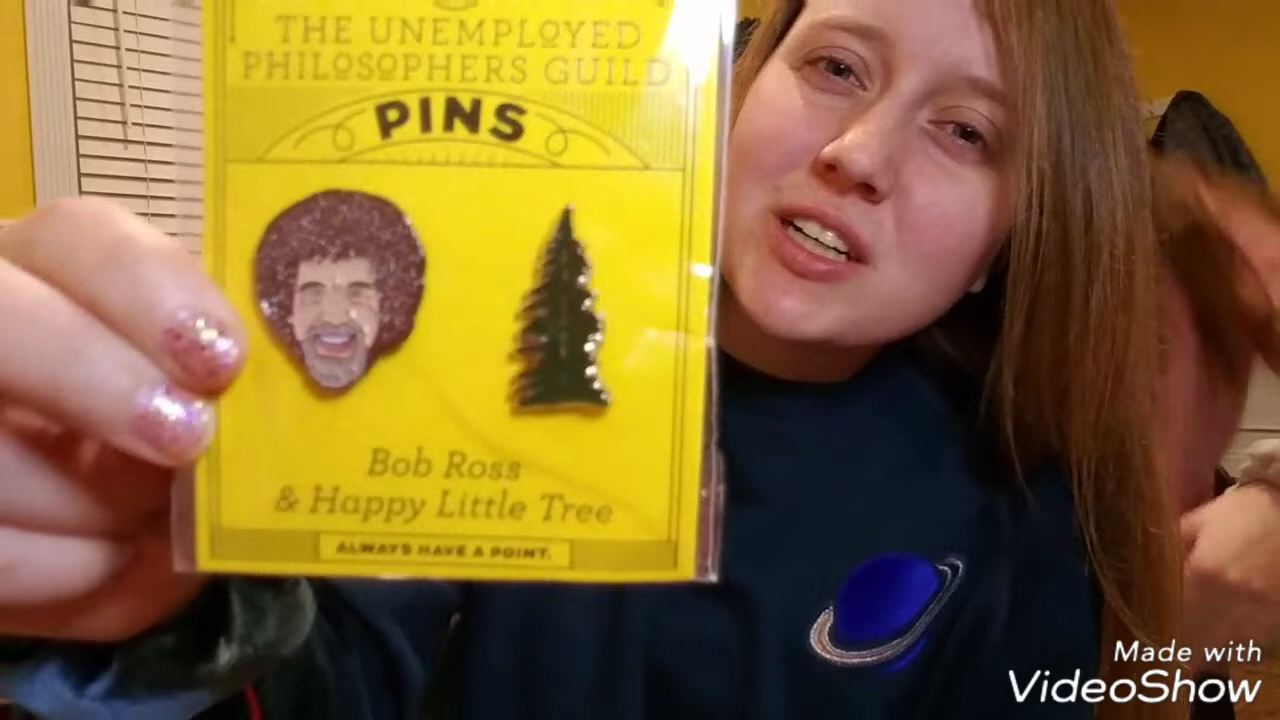 THE UNEMPLOYED
PHILOSOPHERS GUILD
PINS
Bob Ross
& Happy Little Tree
ALWAYS HAVE A POINT.
Made with
VideoShow